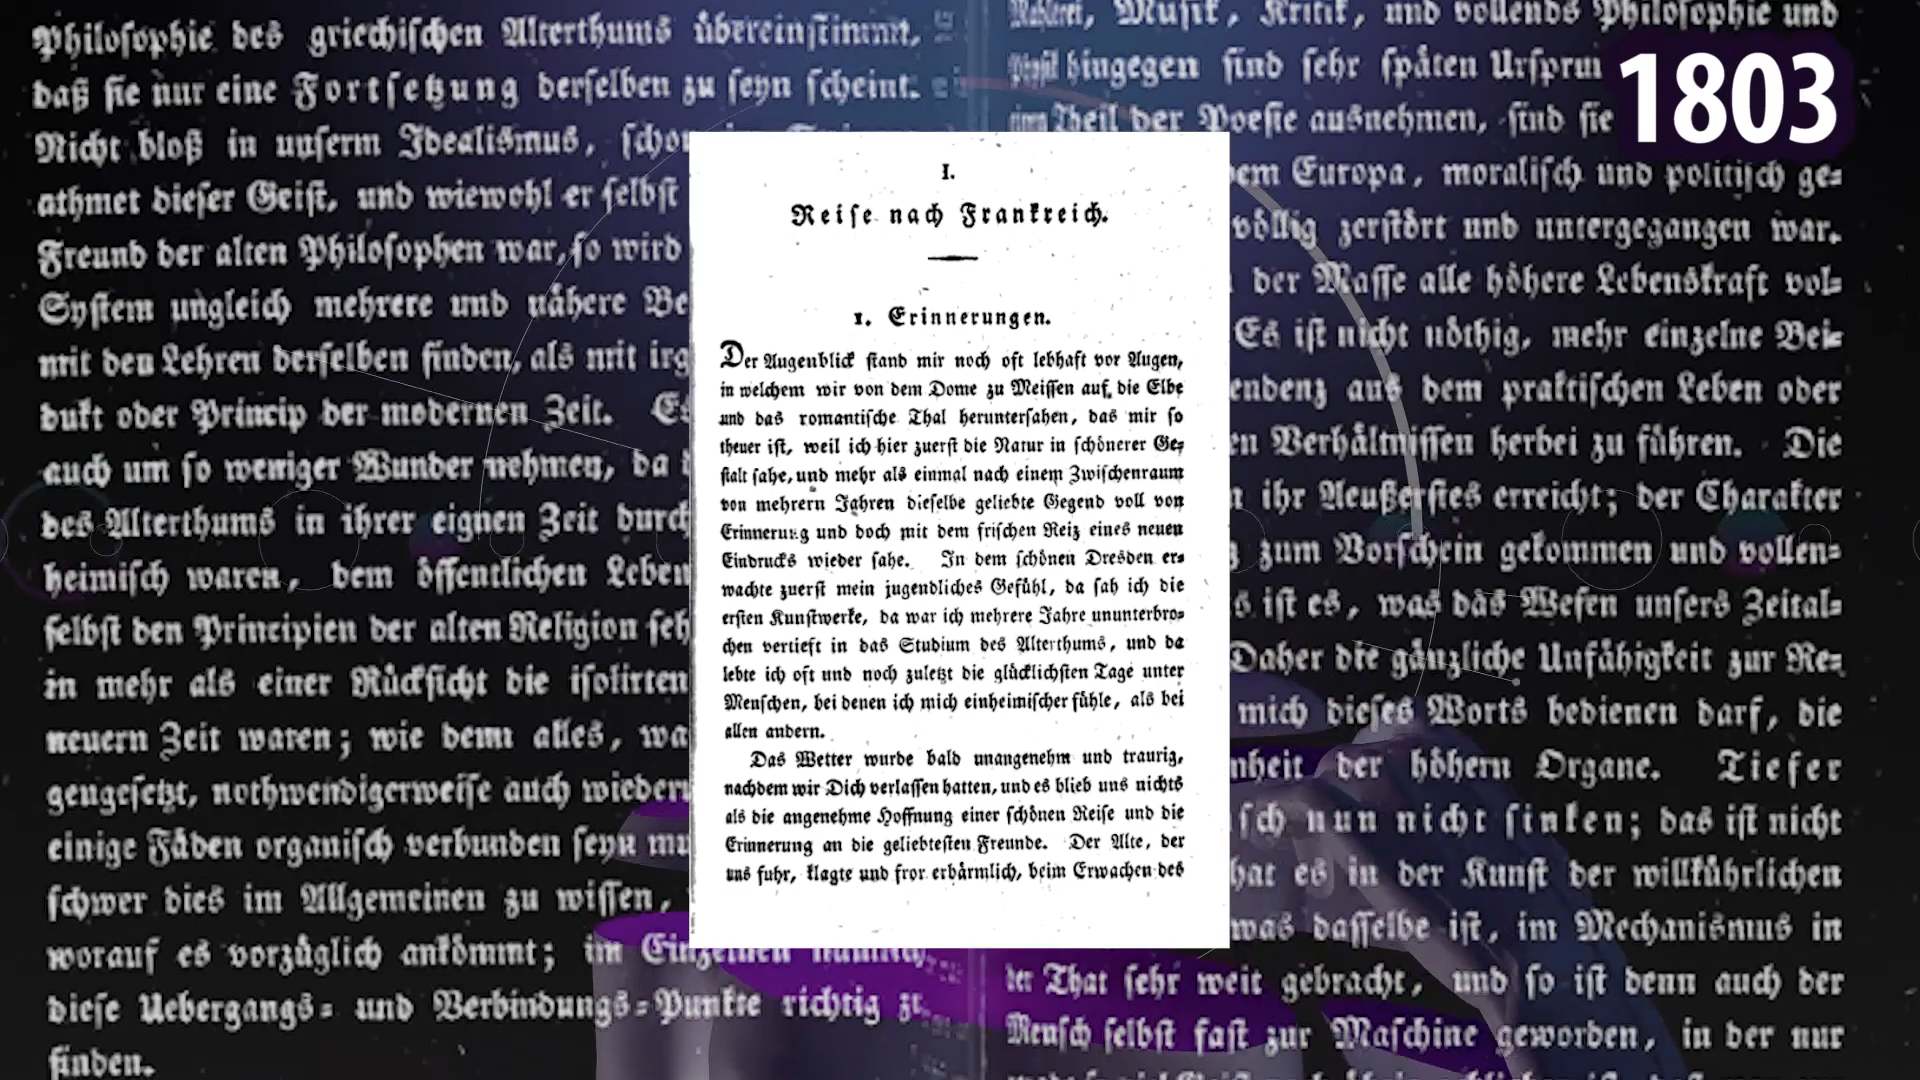 Philoſophie des griechiſchen Alterthums übereinſtimmt,
daß ſie nur eine Fortſetzung derſelben zu ſeyn ſcheint.
Nicht bloß in unſerm Idealismus,
athmet dieſer Geiſt, und wiewohl er ſelbſt
Freund der alten Philoſophen war, ſo wird
Syſtem ungleich mehrere und nähere Be
mit den Lehren derſelben finden, als mit irg
dukt oder Princip der modernen Zeit. Es
auch um ſo weniger Wunder nehmen, da
des Alterthums in ihrer eignen Zeit durch
heimiſch waren, dem öffentlichen Leben
ſelbſt den Principien der alten Religion ſeh
in mehr als einer Rückſicht die iſolirten
neuern Zeit waren; wie denn alles, wa
gengeſetzt, nothwendigerweiſe auch wieder
einige Fäden organiſch verbunden ſeyn mu
ſchwer dies im Allgemeinen zu wiſſen,
worauf es vorzüglich ankömmt; im Einzelnen
dieſe Uebergangs- und Verbindungs-Punkte richtig
finden.
I.
Reiſe nach Frankreich.
1. Erinnerungen.
Der Augenblick ſtand mir noch oft lebhaft vor Augen,
in welchem wir von dem Dome zu Meiſſen auf die Elbe
und das romantiſche Thal herunterſahen, das mir ſo
theuer iſt, weil ich hier zuerſt die Natur in ſchönerer Ge-
ſtalt ſahe, und mehr als einmal nach einem Zwiſchenraum
von mehrern Jahren dieſelbe geliebte Gegend voll von
Erinnerung und doch mit dem friſchen Reiz eines neuen
Eindrucks wieder ſahe. In dem ſchönen Dresden er-
wachte zuerſt mein jugendliches Gefühl, da ſah ich die
erſten Kunſtwerke, da war ich mehrere Jahre ununterbro-
chen vertieft in das Studium des Alterthums, und da
lebte ich oft und noch zuletzt die glücklichſten Tage unter
Menſchen, bei denen ich mich einheimiſcher fühle, als bei
allen andern.
Das Wetter wurde bald unangenehm und traurig,
nachdem wir Dich verlaſſen hatten, und es blieb uns nichts
als die angenehme Hoffnung einer ſchönen Reiſe und die
Erinnerung an die geliebteſten Freunde. Der Alte, der
uns fuhr, klagte und fror erbärmlich, beim Erwachen des
1803
Muſik, Kritik, und vollends Philoſophie und
hingegen ſind ſehr ſpäten
Theil der Poeſie ausnehmen, ſind ſie
Europa, moraliſch und politiſch ge-
völlig zerſtört und untergegangen war.
der Maſſe alle höhere Lebenskraft vol-
Es iſt nicht nöthig, mehr einzelne Bei-
endenz aus dem praktiſchen Leben oder
en Verhältniſſen herbei zu führen. Die
ihr Aeußerſtes erreicht; der Charakter
zum Vorſchein gekommen und vollen-
iſt es, was das Weſen unſers Zeital-
Daher die gänzliche Unfähigkeit zur Re-
mich dieſes Worts bedienen darf, die
nheit der höhern Organe. Tiefer
ſch nun nicht ſinken; das iſt nicht
hat es in der Kunſt der willkührlichen
was daſſelbe iſt, im Mechanismus in
der That ſehr weit gebracht, und ſo iſt denn auch der
Menſch ſelbſt faſt zur Maſchine geworden, in der nur